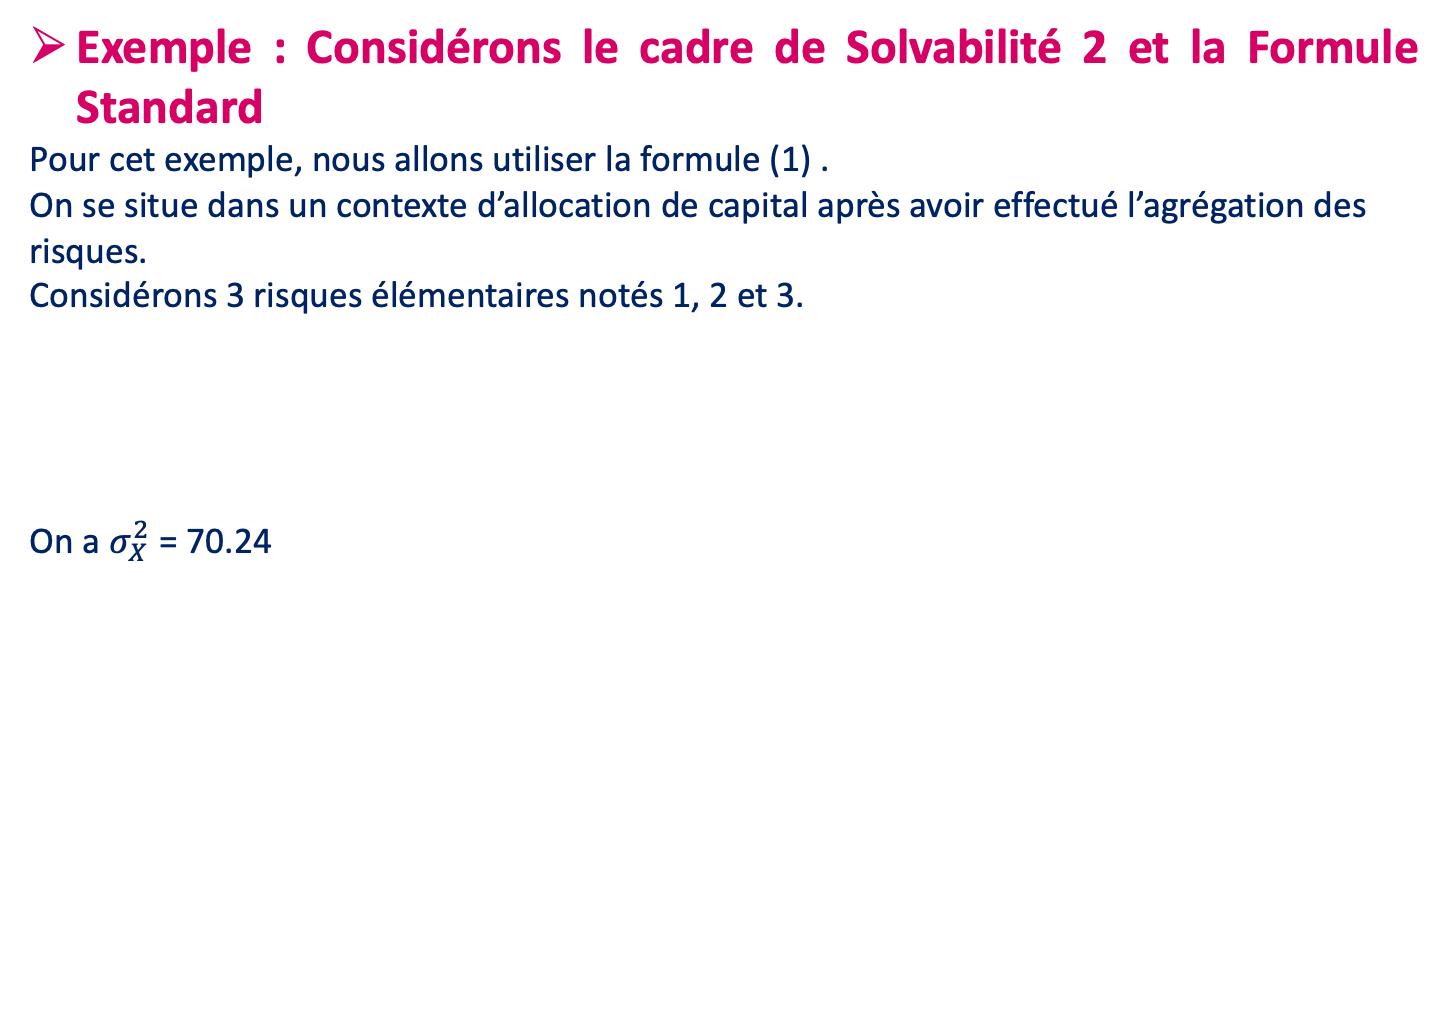 ➢ Exemple : Considérons le cadre de Solvabilité 2 et la Formule
Standard
Pour cet exemple, nous allons utiliser la formule (1) .
On se situe dans un contexte d’allocation de capital après avoir effectué l’agrégation des
risques.
Considérons 3 risques élémentaires notés 1, 2 et 3.
On a $\sigma_X^2$ = 70.24